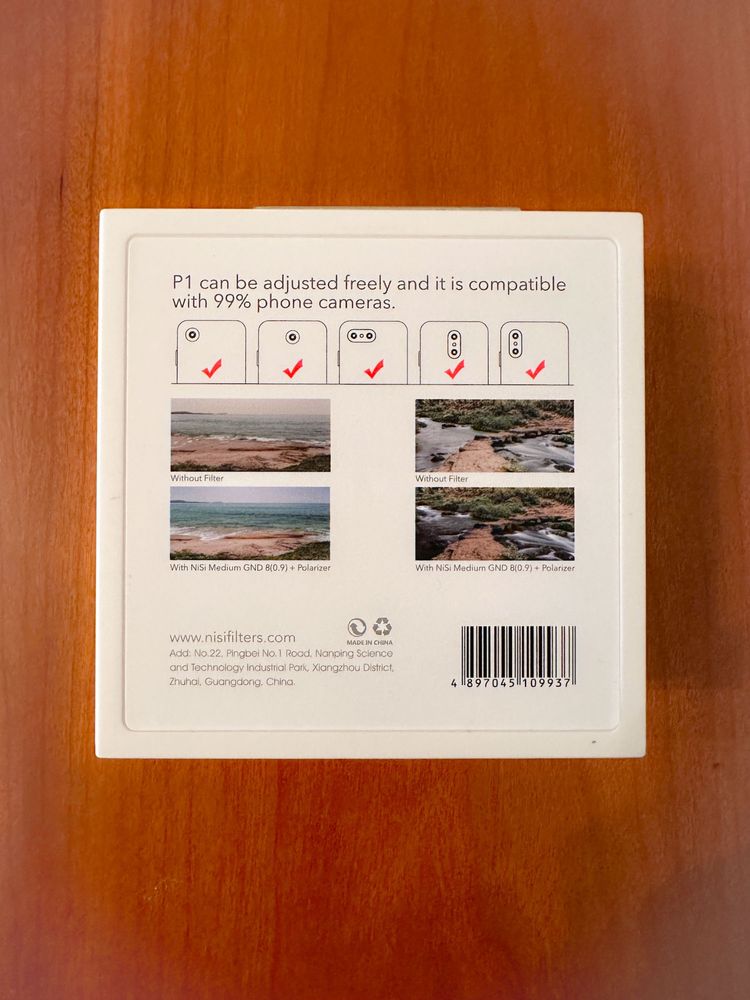 P1 can be adjusted freely and it is compatible
with 99% phone cameras.
Without Filter
Without Filter
With NiSi Medium GND 8(0.9) + Polarizer
With NiSi Medium GND 8(0.9) + Polarizer
www.nisifilters.com
MADE IN CHINA
Add: No.22, Pingbei No.1 Road, Nanping Science
and Technology Industrial Park, Xiangzhou District,
Zhuhai, Guangdong, China.
4 897045 109937